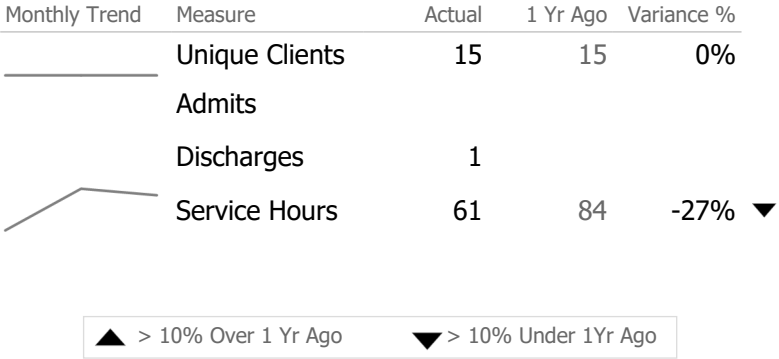 Monthly Trend Measure Actual 1 Yr Ago Variance %
Unique Clients 15 15 0%
Admits
Discharges 1
Service Hours 61 84 -27%
> 10% Over 1 Yr Ago > 10% Under 1Yr Ago